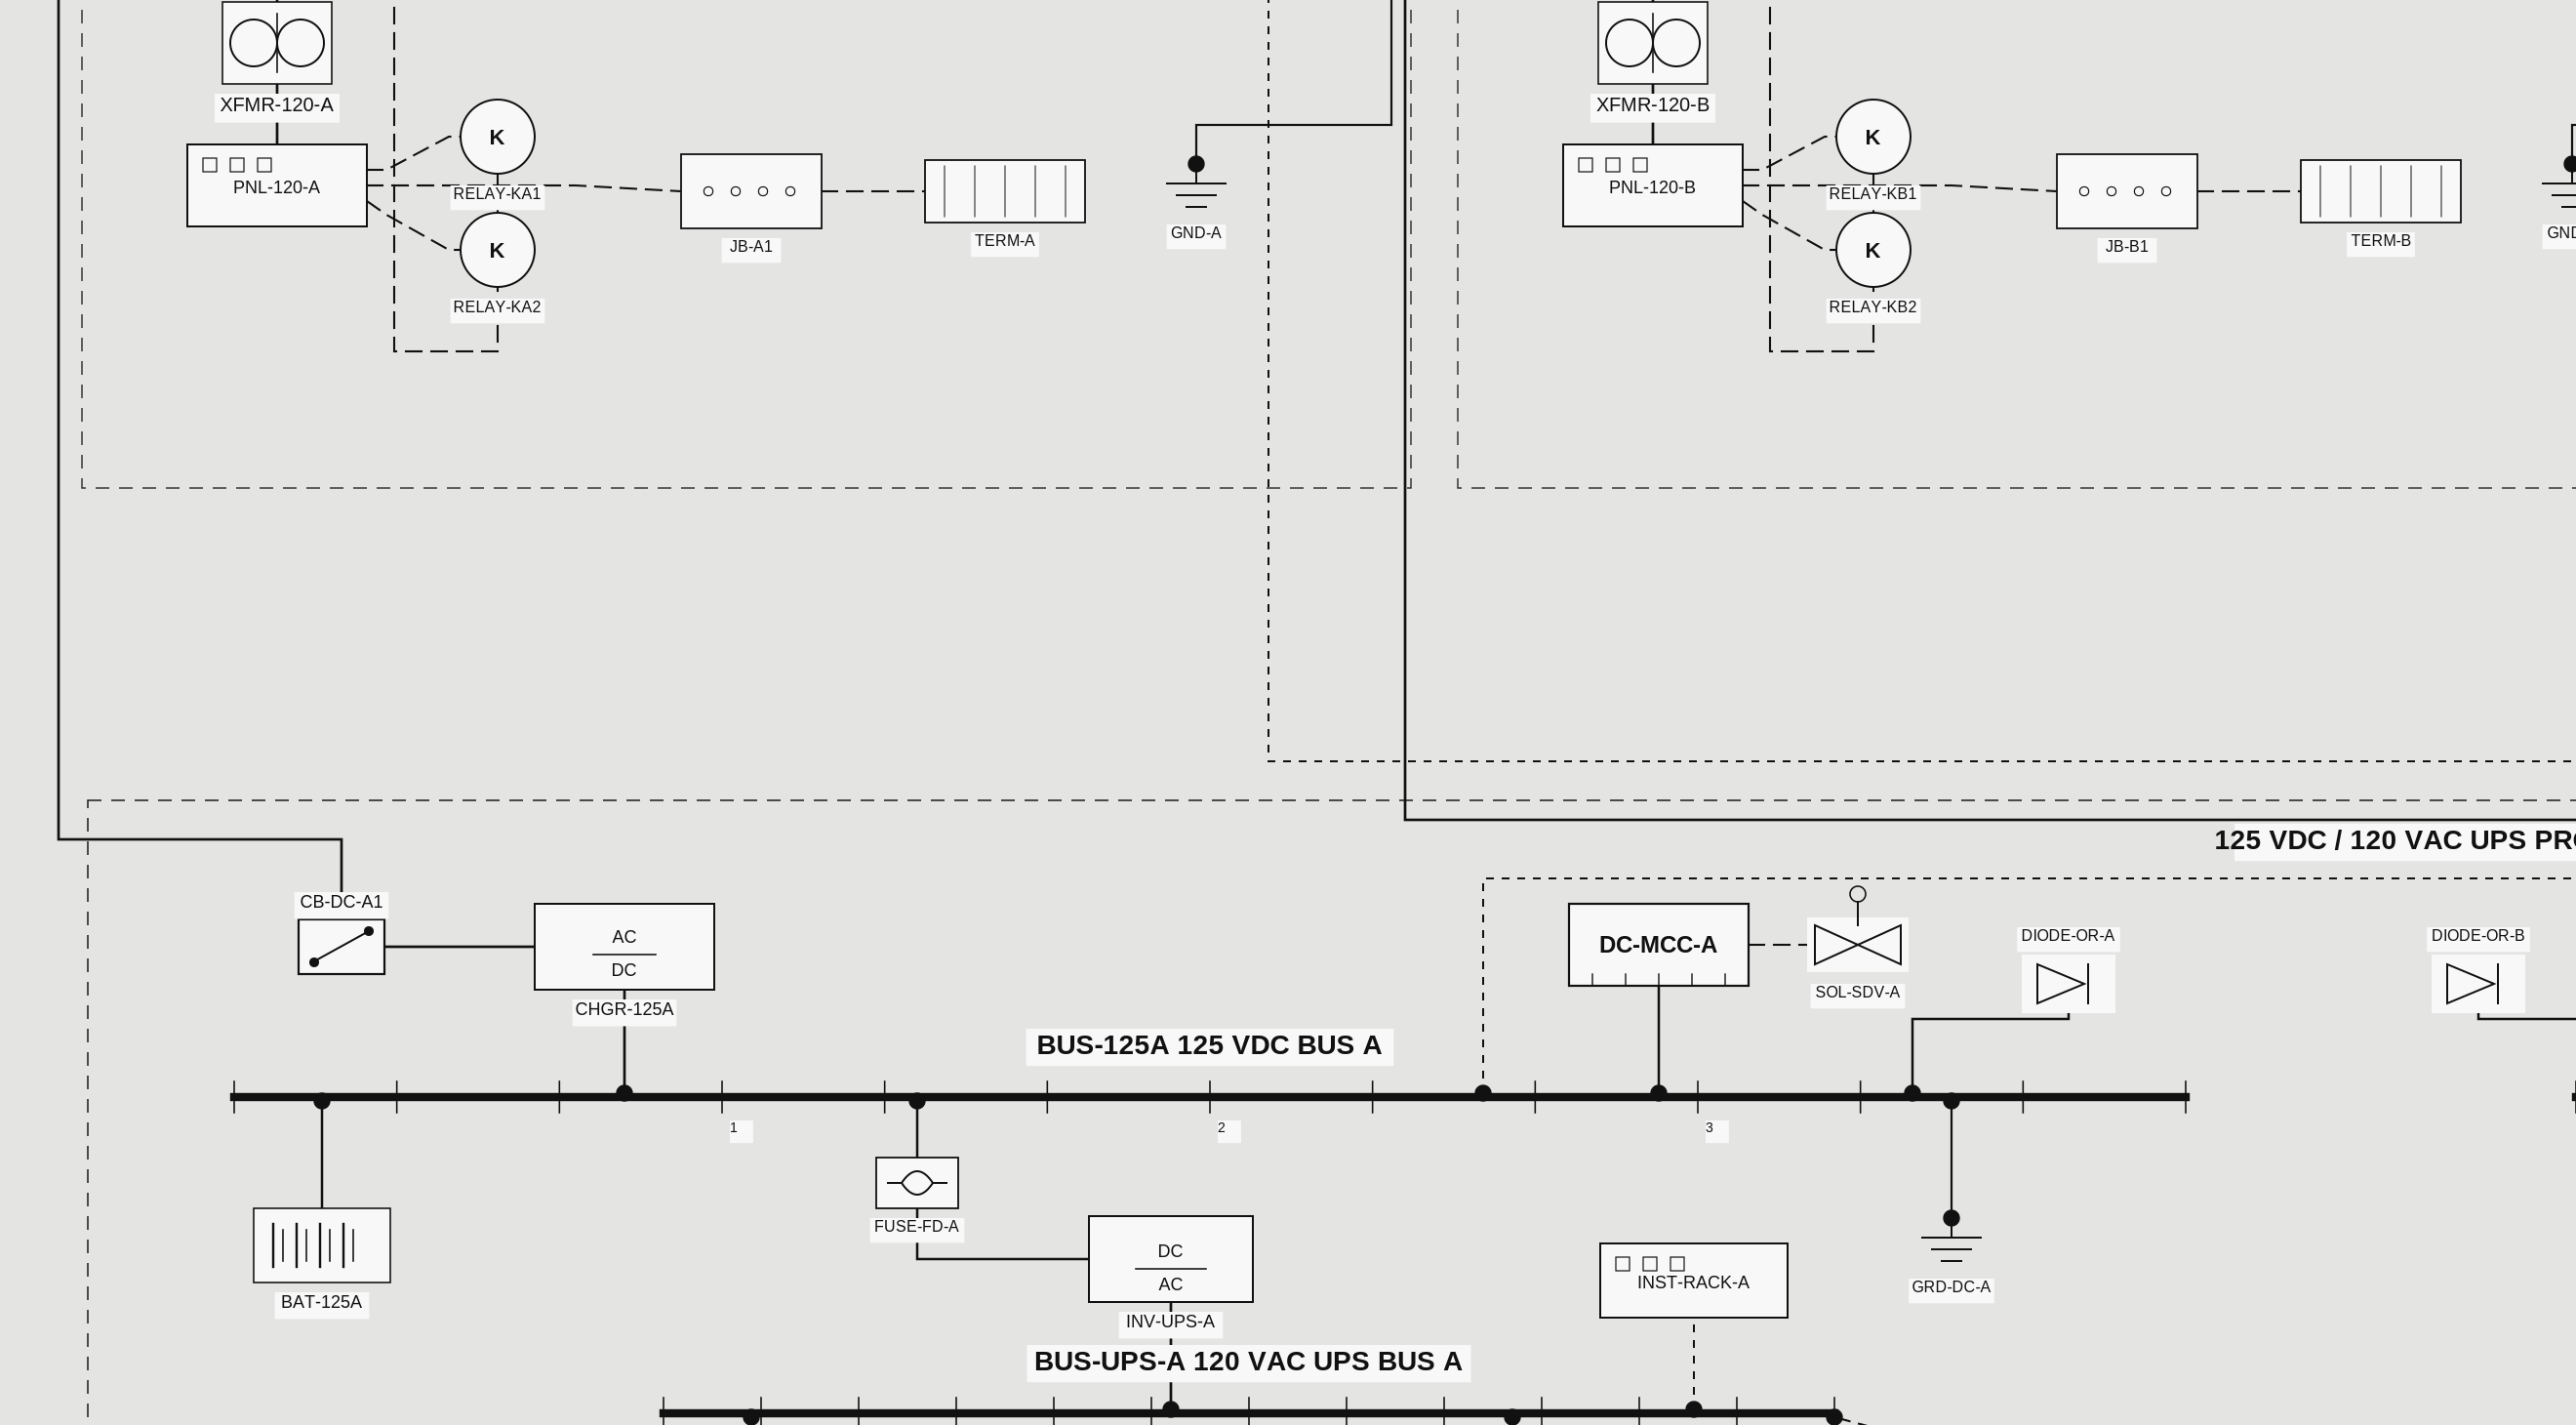 XFMR-120-A
XFMR-120-B
K
K
PNL-120-A
RELAY-KA1
PNL-120-B
RELAY-KB1
K
JB-A1
TERM-A
GND-A
K
JB-B1
TERM-B
GND
RELAY-KA2
RELAY-KB2
125 VDC / 120 VAC UPS PR
CB-DC-A1
AC
DC
CHGR-125A
DC-MCC-A
SOL-SDV-A
DIODE-OR-A
DIODE-OR-B
BUS-125A 125 VDC BUS A
1
2
3
FUSE-FD-A
DC
AC
INV-UPS-A
INST-RACK-A
GRD-DC-A
BAT-125A
BUS-UPS-A 120 VAC UPS BUS A